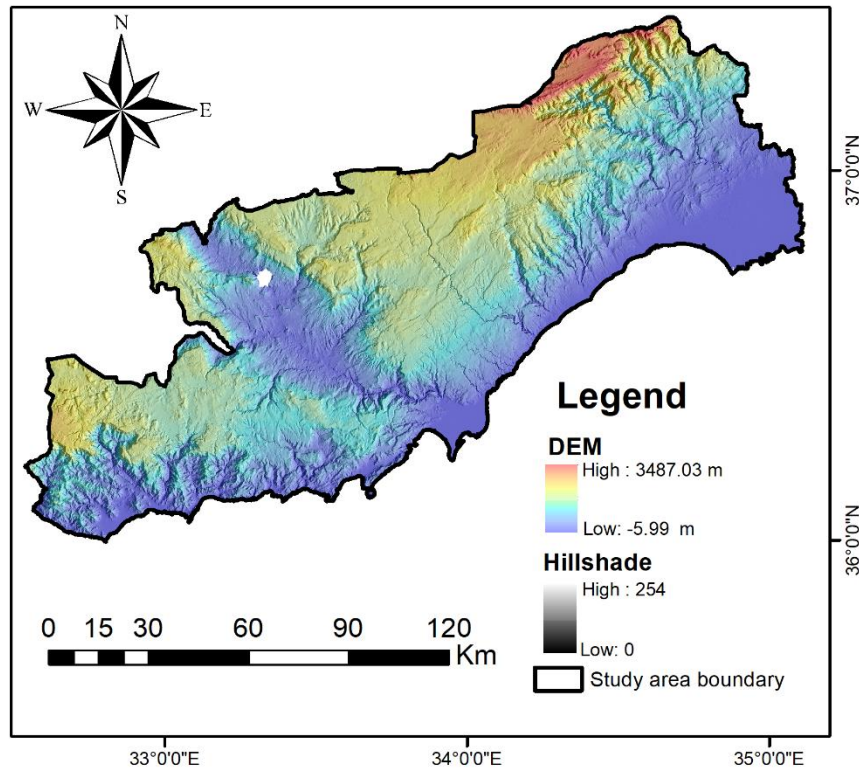 N
W E
S
37°0'0"N
Legend
DEM
High : 3487.03 m
Low: -5.99 m
36°0'0"N
Hillshade
High : 254
Low: 0
Study area boundary
0 15 30 60 90 120
Km
33°0'0"E 34°0'0"E 35°0'0"E